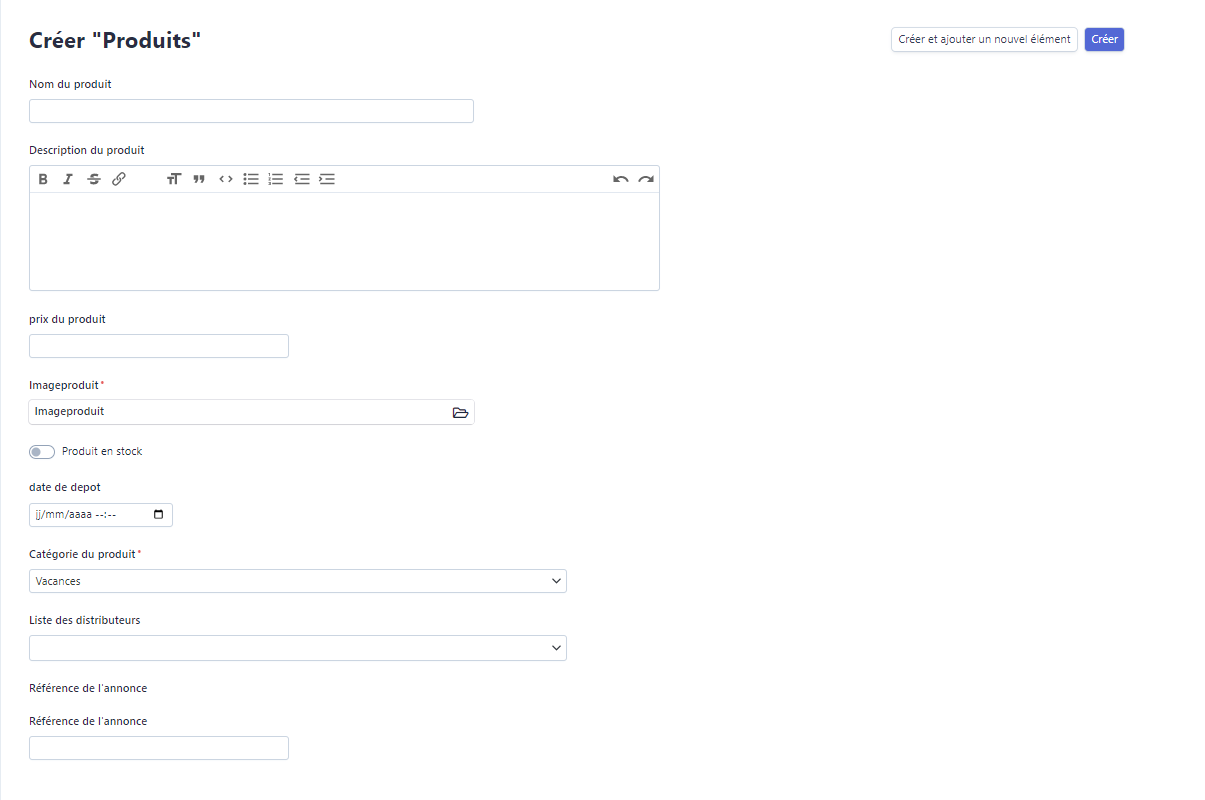 Créer "Produits"
Créer et ajouter un nouvel élément
Créer
Nom du produit
Description du produit
prix du produit
Imageproduit*
Imageproduit
Produit en stock
date de depot
jj/mm/aaaa --:--
Catégorie du produit*
Vacances
Liste des distributeurs
Référence de l'annonce
Référence de l'annonce